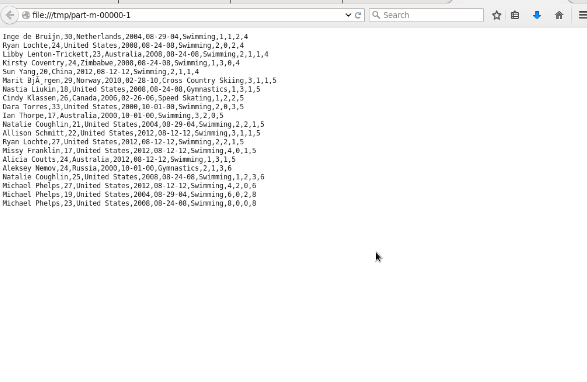 file:///tmp/part-m-00000-1
Search
Inge de Bruijn,30,Netherlands,2004,08-29-04,Swimming,1,1,2,4
Ryan Lochte,24,United States,2008,08-24-08,Swimming,2,0,2,4
Libby Lenton-Trickett,23,Australia,2008,08-24-08,Swimming,2,1,1,4
Kirsty Coventry,24,Zimbabwe,2008,08-24-08,Swimming,1,3,0,4
Sun Yang,20,China,2012,08-12-12,Swimming,2,1,1,4
Marit BjÃ¸rgen,29,Norway,2010,02-28-10,Cross Country Skiing,3,1,1,5
Nastia Liukin,18,United States,2008,08-24-08,Gymnastics,1,3,1,5
Cindy Klassen,26,Canada,2006,02-26-06,Speed Skating,1,2,2,5
Dara Torres,33,United States,2000,10-01-00,Swimming,2,0,3,5
Ian Thorpe,17,Australia,2000,10-01-00,Swimming,3,2,0,5
Natalie Coughlin,21,United States,2004,08-29-04,Swimming,2,2,1,5
Allison Schmitt,22,United States,2012,08-12-12,Swimming,3,1,1,5
Ryan Lochte,27,United States,2012,08-12-12,Swimming,2,2,1,5
Missy Franklin,17,United States,2012,08-12-12,Swimming,4,0,1,5
Alicia Coutts,24,Australia,2012,08-12-12,Swimming,1,3,1,5
Aleksey Nemov,24,Russia,2000,10-01-00,Gymnastics,2,1,3,6
Natalie Coughlin,25,United States,2008,08-24-08,Swimming,1,2,3,6
Michael Phelps,27,United States,2012,08-12-12,Swimming,4,2,0,6
Michael Phelps,19,United States,2004,08-29-04,Swimming,6,0,2,8
Michael Phelps,23,United States,2008,08-24-08,Swimming,8,0,0,8